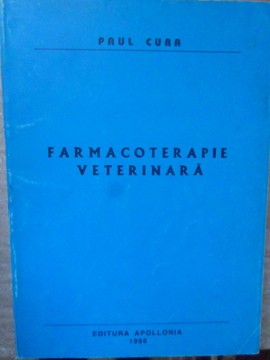 PAUL CURA
FARMACOTERAPIE
VETERINARĂ
EDITURA APOLLONIA